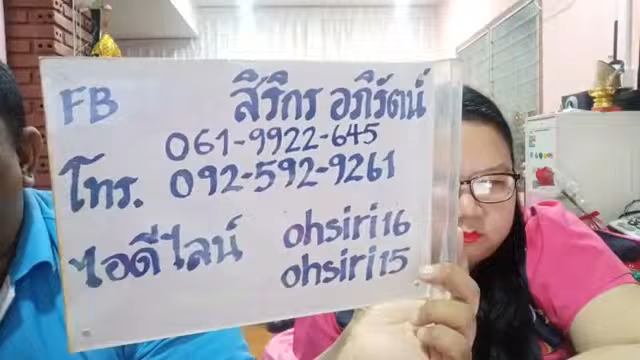 FB สิริกร อภิรัตน์
061-9922-645
โทร. 092-592-9261
ไอดีไลน์ ohsiri16
ohsiri15